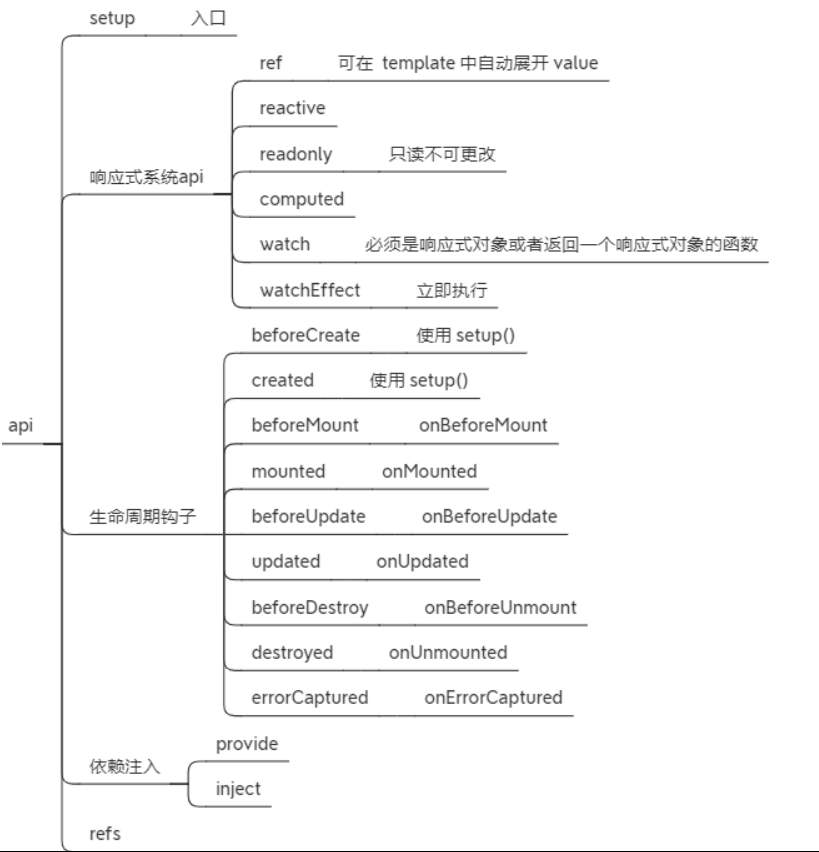 setup 入口
ref 可在 template 中自动展开 value
reactive
readonly 只读不可更改
响应式系统api
computed
watch 必须是响应式对象或者返回一个响应式对象的函数
watchEffect 立即执行
beforeCreate 使用 setup()
created 使用 setup()
api
beforeMount onBeforeMount
mounted onMounted
生命周期钩子
beforeUpdate onBeforeUpdate
updated onUpdated
beforeDestroy onBeforeUnmount
destroyed onUnmounted
errorCaptured onErrorCaptured
provide
依赖注入
inject
refs